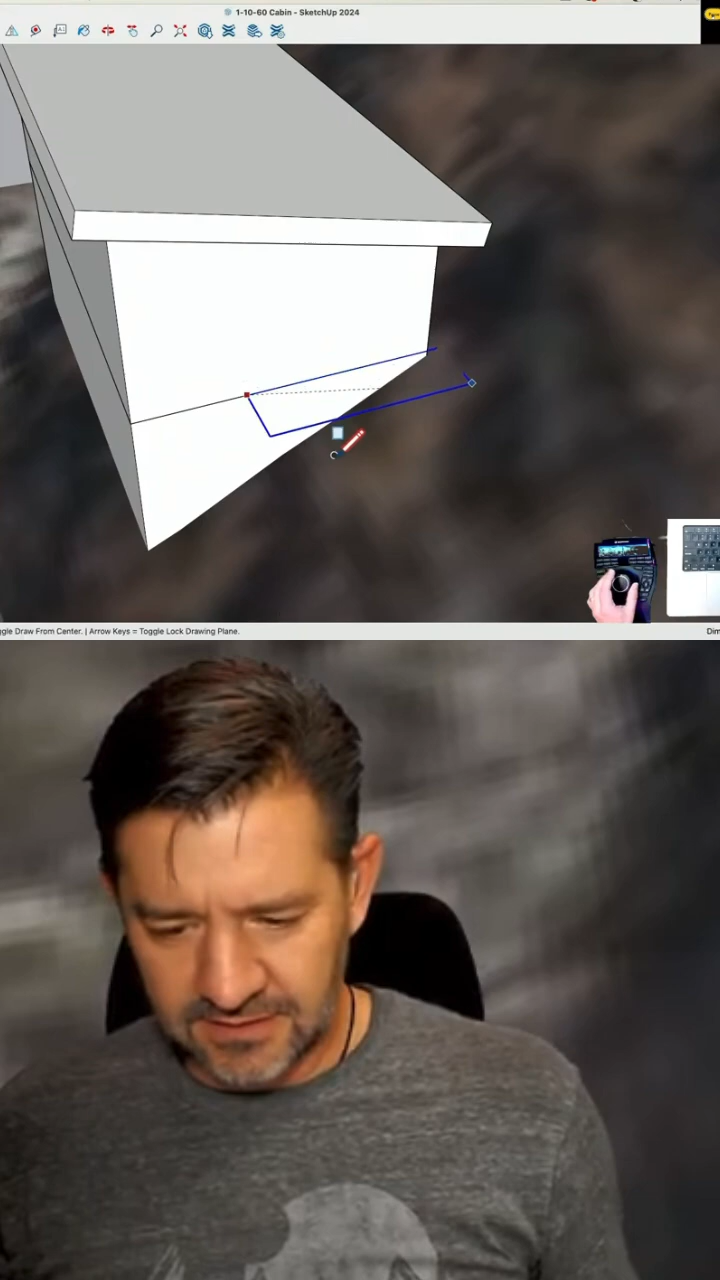 1-10-60 Cabin - SketchUp 2024
ggle Draw From Center. | Arrow Keys = Toggle Lock Drawing Plane.
Dim